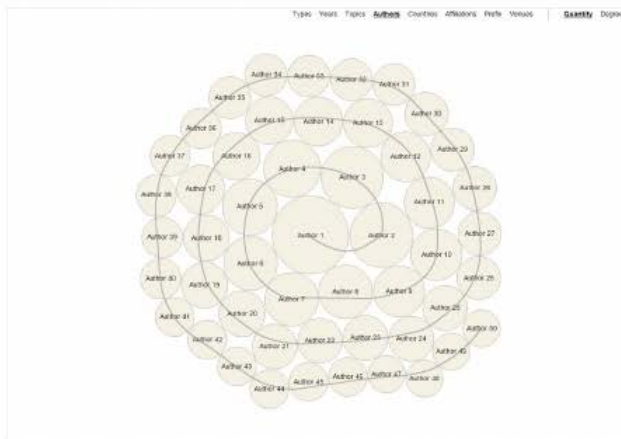 Types Years Topics Authors Countries Affiliations Venues Quantity
Author 1
Author 2
Author 3
Author 4
Author 5
Author 6
Author 7
Author 8
Author 9
Author 10
Author 11
Author 12
Author 13
Author 14
Author 15
Author 16
Author 17
Author 18
Author 19
Author 20
Author 21
Author 22
Author 23
Author 24
Author 25
Author 26
Author 27
Author 28
Author 29
Author 30
Author 31
Author 32
Author 33
Author 34
Author 35
Author 36
Author 37
Author 38
Author 39
Author 40
Author 41
Author 42
Author 43
Author 44
Author 45
Author 46
Author 47
Author 48
Author 49
Author 50